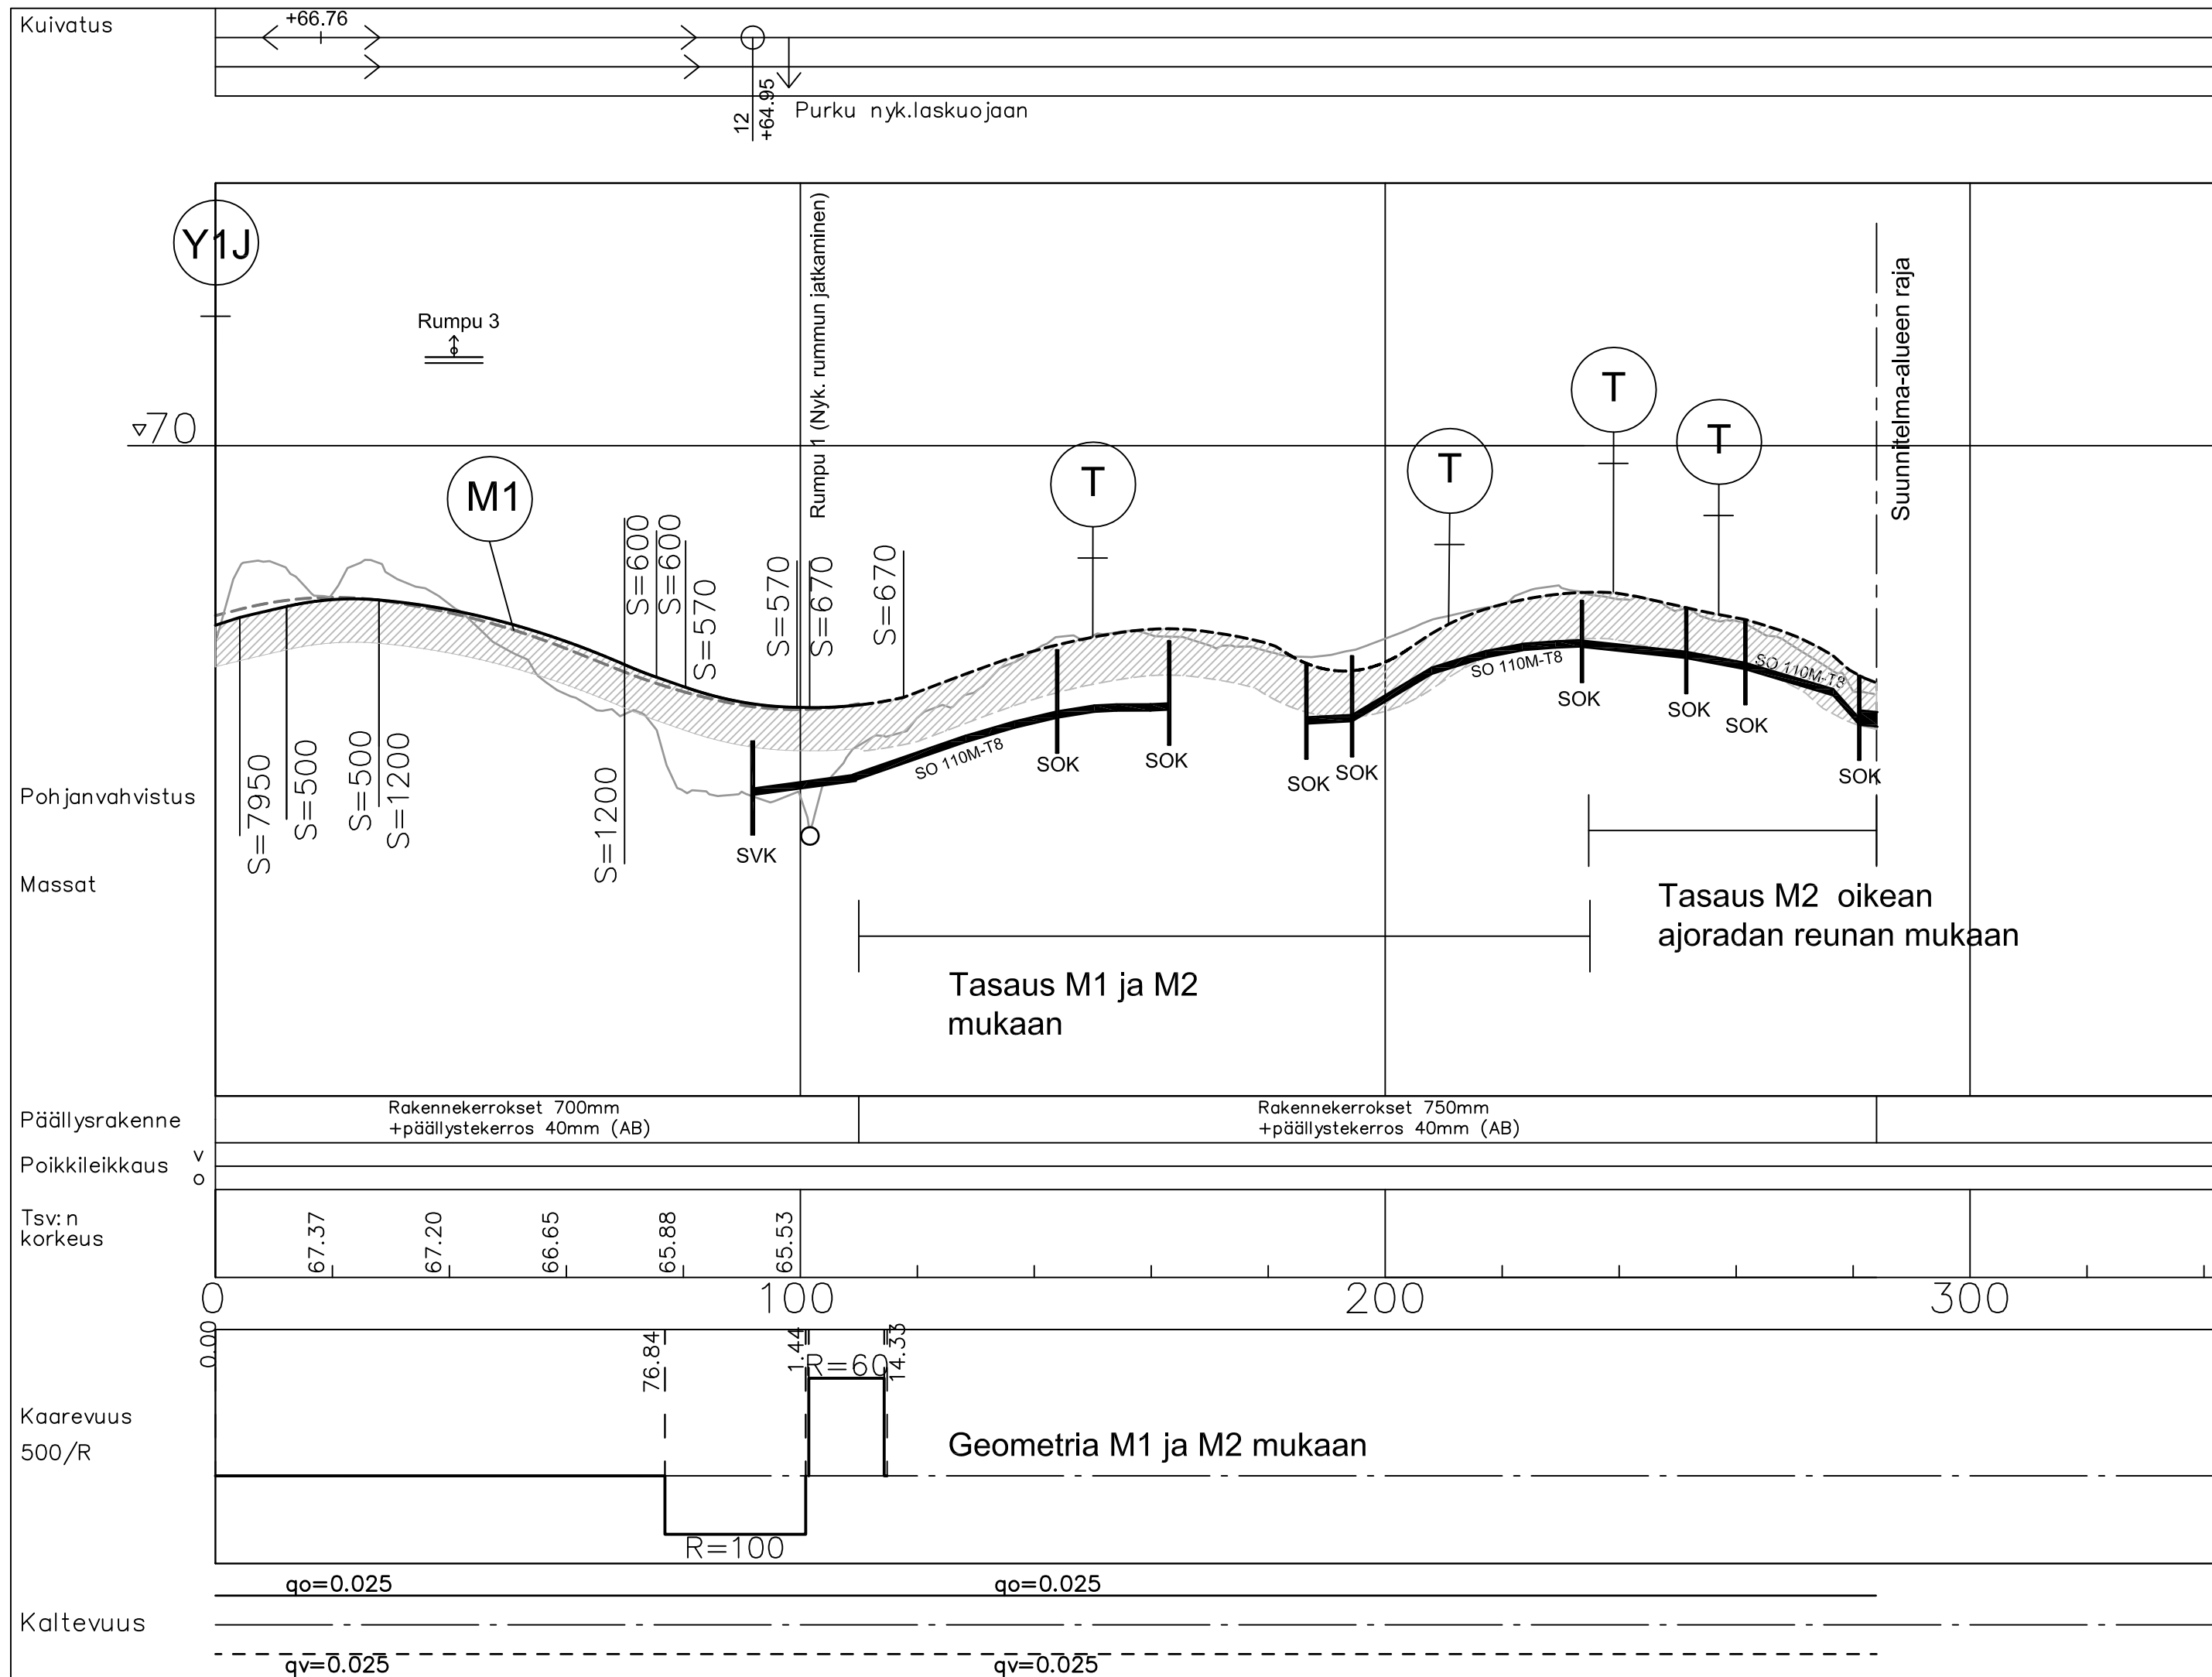 Kuivatus
+66.76
12
+64.95
Purku nyk.laskuojaan
Y1J
Rumpu 3
Rumpu 1 (Nyk. rummun jatkaminen)
Suunnitelma-alueen raja
70
M1
T
T
T
T
S=600
S=600
S=570
S=570
S=670
S=670
S=7950
S=500
S=500
S=1200
S=1200
SO 110M-T8
SO 110M-T8
SO 110M-T8
SVK
SOK
SOK
SOK
SOK
SOK
SOK
SOK
SOK
Pohjanvahvistus
Massat
Tasaus M2 oikean
ajoradan reunan mukaan
Tasaus M1 ja M2
mukaan
Päällysrakenne
Rakennekerrokset 700mm
+päällystekerros 40mm (AB)
Rakennekerrokset 750mm
+päällystekerros 40mm (AB)
Poikkileikkaus
v
o
Tsv:n
korkeus
67.37
67.20
66.65
65.88
65.53
0
100
200
300
0.00
76.84
1.44
14.33
R=60
Kaarevuus
500/R
Geometria M1 ja M2 mukaan
R=100
qo=0.025
qo=0.025
Kaltevuus
qv=0.025
qv=0.025